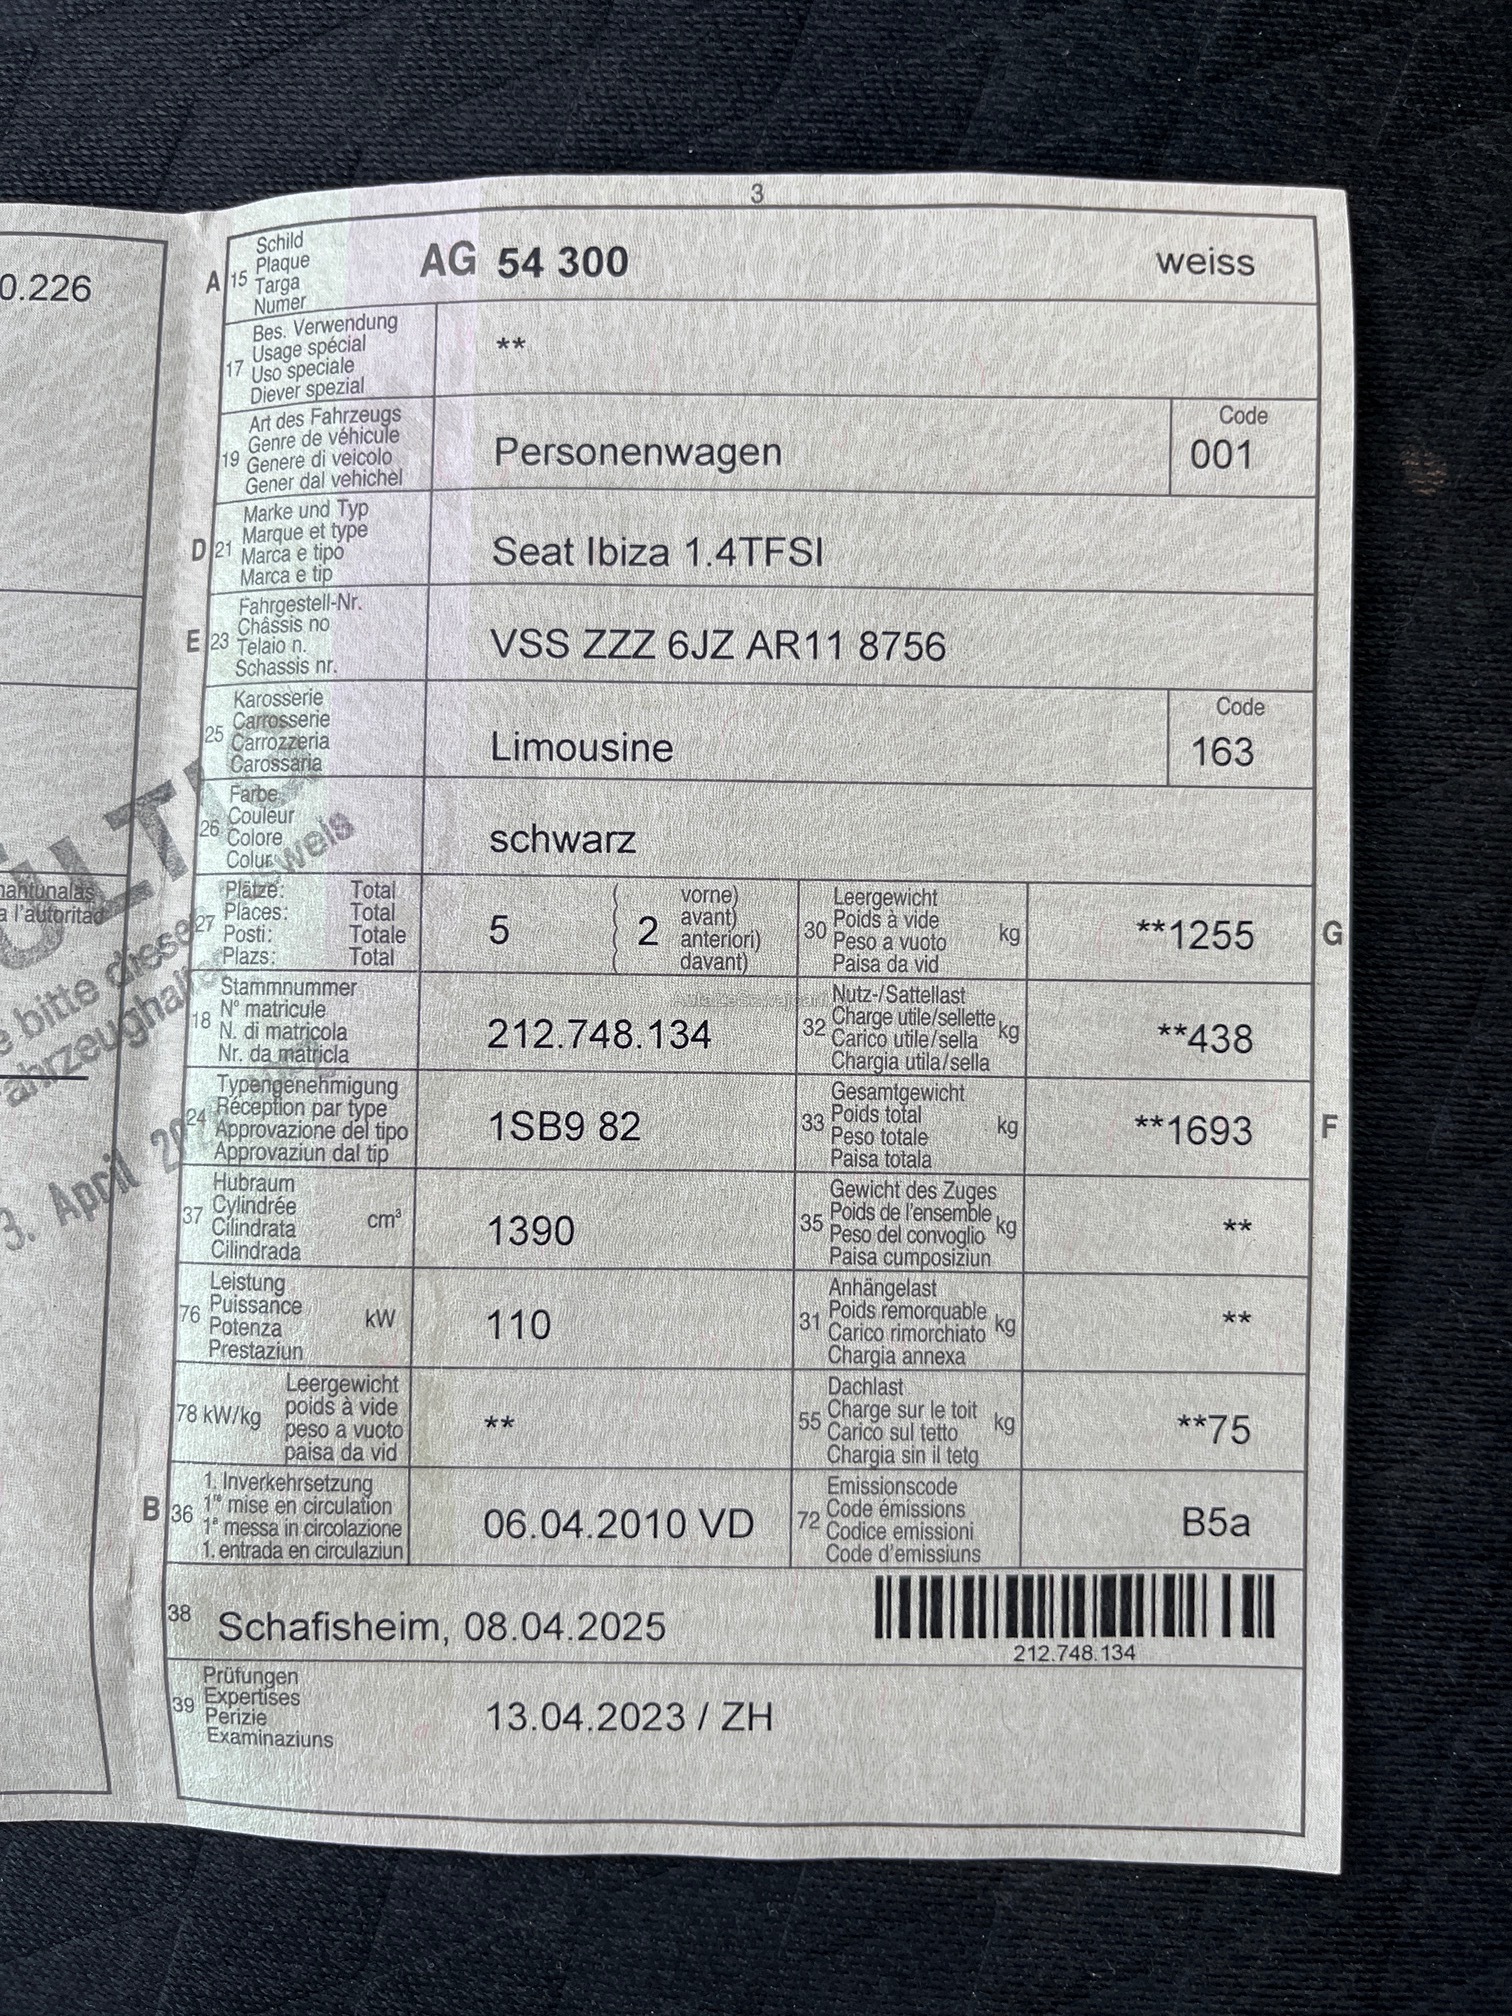 3
0.226
A 15 Schild
Plaque
Targa
Numer
AG 54 300 weiss
17 Bes. Verwendung
Usage spécial
Uso speciale
Diever spezial
**
19 Art des Fahrzeugs
Genre de véhicule
Genere di veicolo
Gener dal vehichel
Personenwagen
Code
001
D 21 Marke und Typ
Marque et type
Marca e tipo
Marca e tip
Seat Ibiza 1.4TFSI
E 23 Fahrgestell-Nr.
Châssis no
Telaio n.
Schassis nr.
VSS ZZZ 6JZ AR11 8756
25 Karosserie
Carrosserie
Carrozzeria
Carossaria
Limousine
Code
163
26 Farbe
Couleur
Colore
Colur
schwarz
27 Plätze: Total
Places: Total
Posti: Totale
Plazs: Total
5 ( 2 vorne)
( avant)
( anteriori)
( davant)
30 Leergewicht
Poids à vide
Peso a vuoto kg
Paisa da vid
**1255 G
18 Stammnummer
N° matricule
N. di matricola
Nr. da matricla
212.748.134
32 Nutz-/Sattellast
Charge utile/sellette kg
Carico utile/sella
Chargia utila/sella
**438
24 Typengenehmigung
Réception par type
Approvazione del tipo
Approvaziun dal tip
1SB9 82
33 Gesamtgewicht
Poids total kg
Peso totale
Paisa totala
**1693 F
37 Hubraum
Cylindrée cm³
Cilindrata
Cilindrada
1390
35 Gewicht des Zuges
Poids de l'ensemble kg
Peso del convoglio
Paisa cumposiziun
**
76 Leistung
Puissance kW
Potenza
Prestaziun
110
31 Anhängelast
Poids remorquable kg
Carico rimorchiato
Chargia annexa
**
78 kW/kg Leergewicht
poids à vide
peso a vuoto
paisa da vid
**
55 Dachlast
Charge sur le toit kg
Carico sul tetto
Chargia sin il tetg
**75
B 36 1. Inverkehrsetzung
1re mise en circulation
1a messa in circolazione
1. entrada en circulaziun
06.04.2010 VD
72 Emissionscode
Code émissions
Codice emissioni
Code d'emissiuns
B5a
38 Schafisheim, 08.04.2025
212.748.134
39 Prüfungen
Expertises
Perizie
Examinaziuns
13.04.2023 / ZH
nantunalas
a l'autoritad
ÜLTIG
e bitte diese weis
ahrzeughal
3. April 20